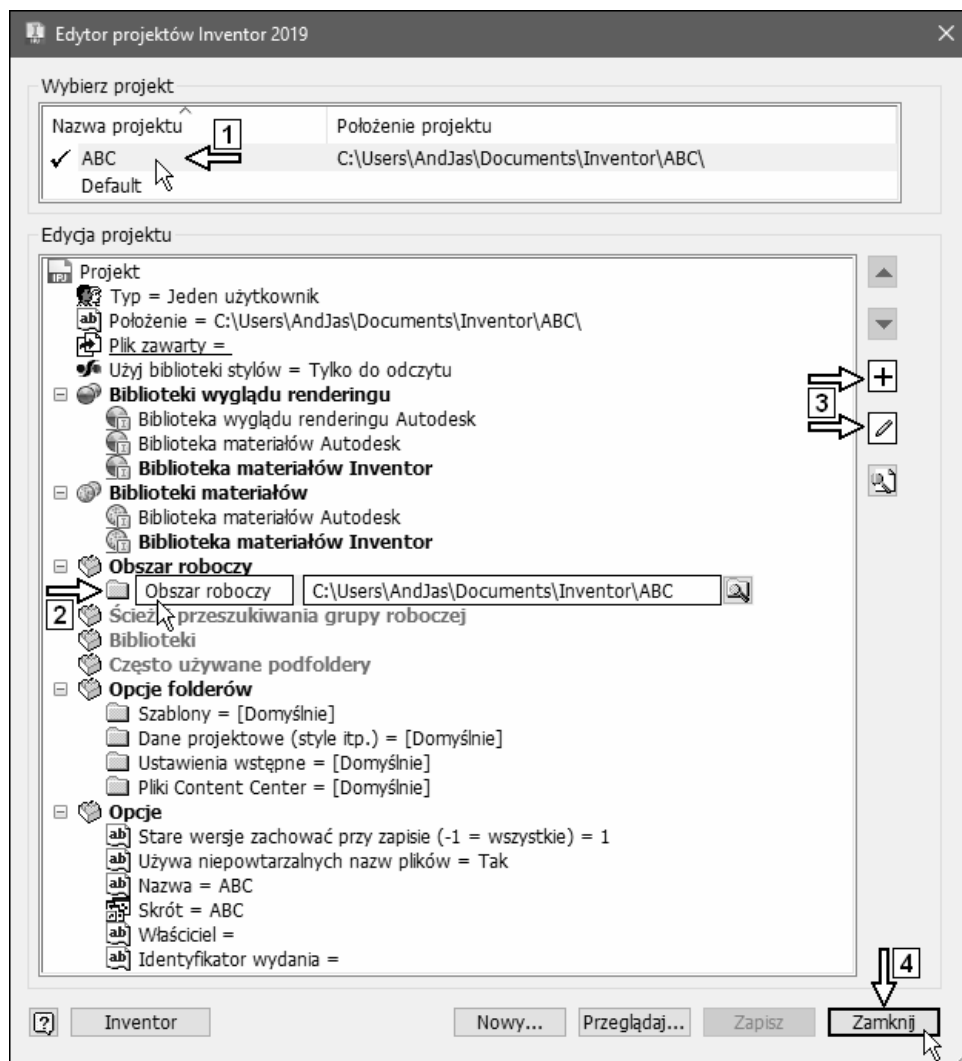 Edytor projektów Inventor 2019
Wybierz projekt
Nazwa projektu Położenie projektu
1
ABC C:\Users\AndJas\Documents\Inventor\ABC\
Default
Edycja projektu
Projekt
Typ = Jeden użytkownik
Położenie = C:\Users\AndJas\Documents\Inventor\ABC\
Plik zawarty =
Użyj biblioteki stylów = Tylko do odczytu
Biblioteki wyglądu renderingu
3
Biblioteka wyglądu renderingu Autodesk
Biblioteka materiałów Autodesk
Biblioteka materiałów Inventor
Biblioteki materiałów
Biblioteka materiałów Autodesk
Biblioteka materiałów Inventor
Obszar roboczy
Obszar roboczy C:\Users\AndJas\Documents\Inventor\ABC
2
przeszukiwania grupy roboczej
Biblioteki
Często używane podfoldery
Opcje folderów
Szablony = [Domyślnie]
Dane projektowe (style itp.) = [Domyślnie]
Ustawienia wstępne = [Domyślnie]
Pliki Content Center = [Domyślnie]
Opcje
Stare wersje zachować przy zapisie (-1 = wszystkie) = 1
Używa niepowtarzalnych nazw plików = Tak
Nazwa = ABC
Skrót = ABC
Właściciel =
Identyfikator wydania =
4
Inventor Nowy... Przeglądaj... Zapisz Zamknij